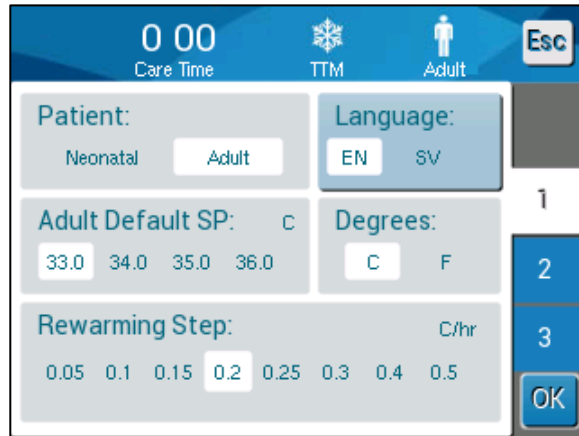 0 00
Care Time
TTM
Adult
Esc
Patient:
Neonatal Adult
Language:
EN SV
Adult Default SP: C
33.0 34.0 35.0 36.0
Degrees:
C F
Rewarming Step: C/hr
0.05 0.1 0.15 0.2 0.25 0.3 0.4 0.5
1
2
3
OK